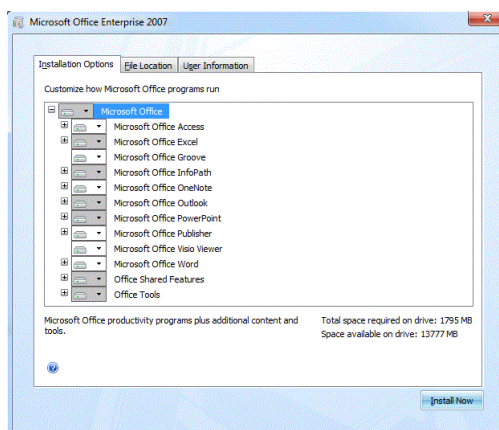 Microsoft Office Enterprise 2007
Installation Options File Location User Information
Customize how Microsoft Office programs run
Microsoft Office
Microsoft Office Access
Microsoft Office Excel
Microsoft Office Groove
Microsoft Office InfoPath
Microsoft Office OneNote
Microsoft Office Outlook
Microsoft Office PowerPoint
Microsoft Office Publisher
Microsoft Office Visio Viewer
Microsoft Office Word
Office Shared Features
Office Tools
Microsoft Office productivity programs plus additional content and
tools.
Total space required on drive: 1795 MB
Space available on drive: 13777 MB
Install Now